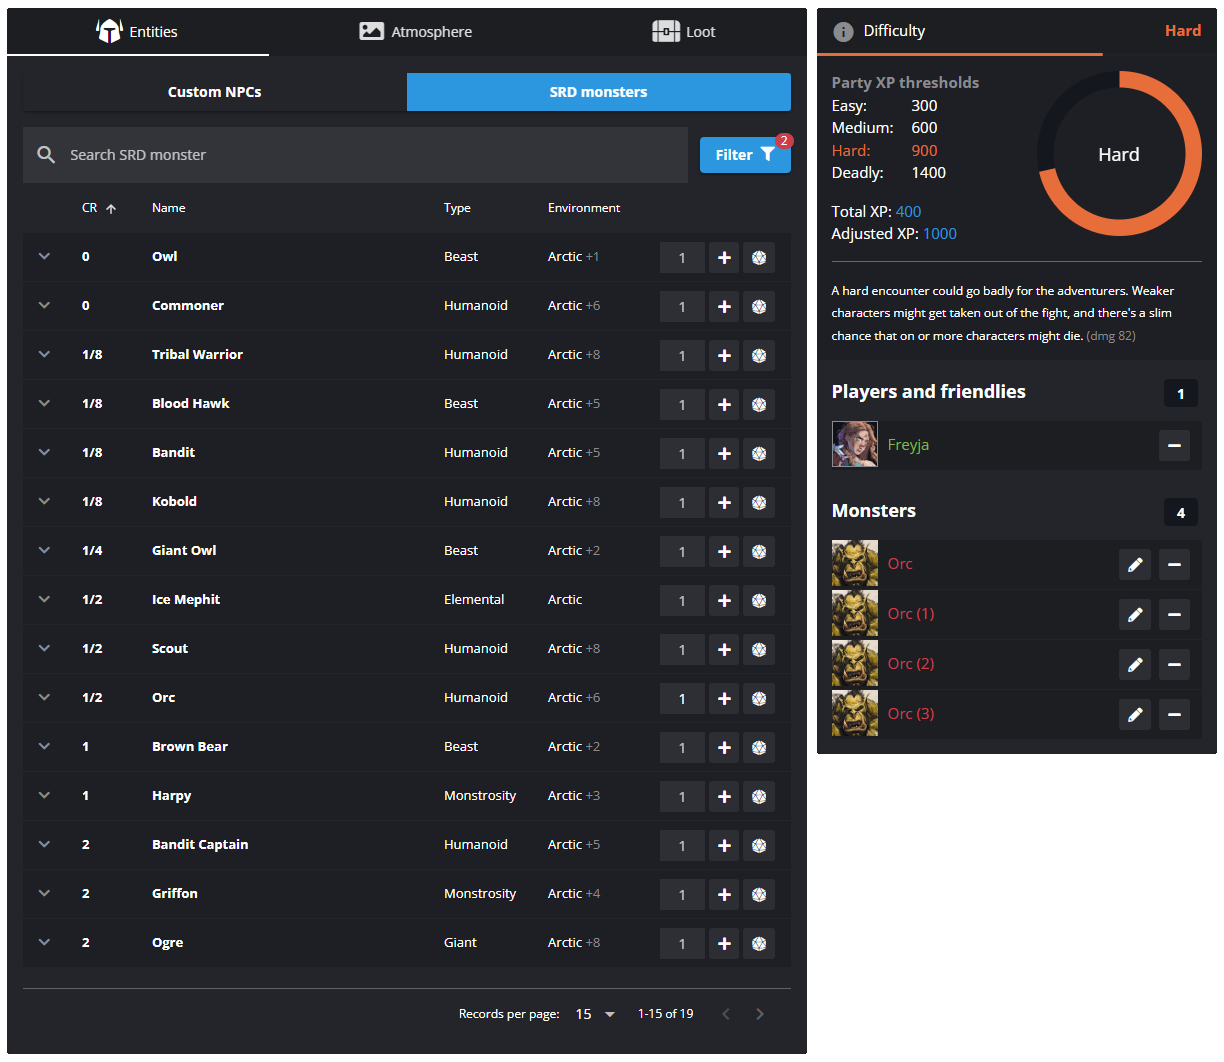 Entities
Atmosphere
Loot
Custom NPCs
SRD monsters
Search SRD monster
Filter
2
CR Name Type Environment
0 Owl Beast Arctic +1 1
0 Commoner Humanoid Arctic +6 1
1/8 Tribal Warrior Humanoid Arctic +8 1
1/8 Blood Hawk Beast Arctic +5 1
1/8 Bandit Humanoid Arctic +5 1
1/8 Kobold Humanoid Arctic +8 1
1/4 Giant Owl Beast Arctic +2 1
1/2 Ice Mephit Elemental Arctic 1
1/2 Scout Humanoid Arctic +8 1
1/2 Orc Humanoid Arctic +6 1
1 Brown Bear Beast Arctic +2 1
1 Harpy Monstrosity Arctic +3 1
2 Bandit Captain Humanoid Arctic +5 1
2 Griffon Monstrosity Arctic +4 1
2 Ogre Giant Arctic +8 1
Records per page: 15 1-15 of 19
Difficulty Hard
Party XP thresholds
Easy: 300
Medium: 600
Hard: 900
Deadly: 1400
Total XP: 400
Adjusted XP: 1000
Hard
A hard encounter could go badly for the adventurers. Weaker
characters might get taken out of the fight, and there's a slim
chance that on or more characters might die. (dmg 82)
Players and friendlies 1
Freyja
Monsters 4
Orc
Orc (1)
Orc (2)
Orc (3)